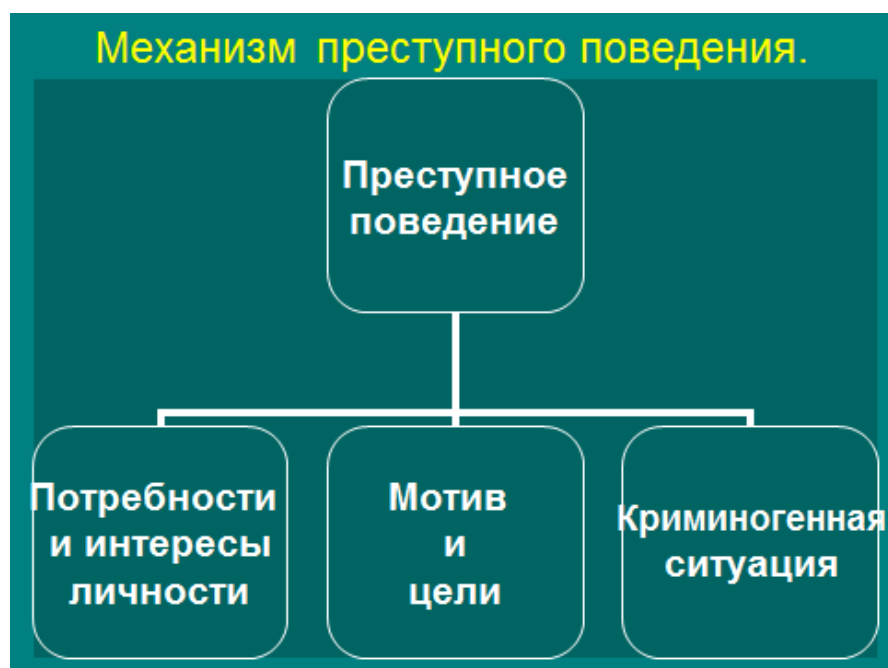 Механизм преступного поведения.
Преступное
поведение
Потребности
и интересы
личности
Мотив
и
цели
Криминогенная
ситуация